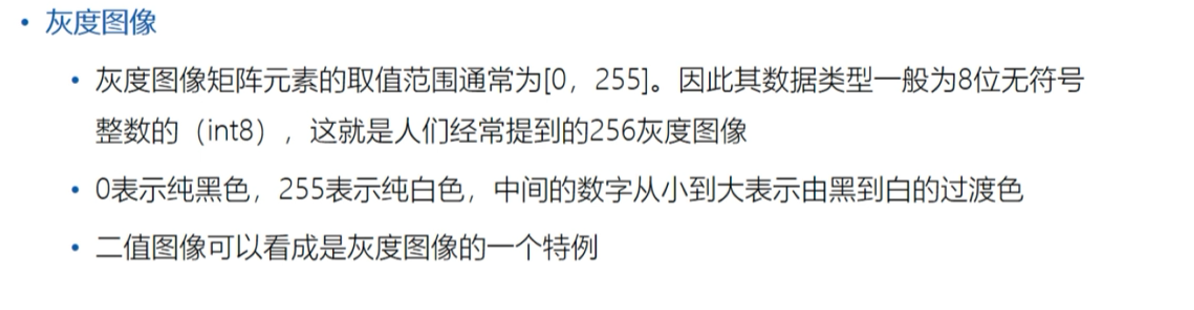 • 灰度图像
• 灰度图像矩阵元素的取值范围通常为[0，255]。因此其数据类型一般为8位无符号
整数的（int8），这就是人们经常提到的256灰度图像
• 0表示纯黑色，255表示纯白色，中间的数字从小到大表示由黑到白的过渡色
• 二值图像可以看成是灰度图像的一个特例